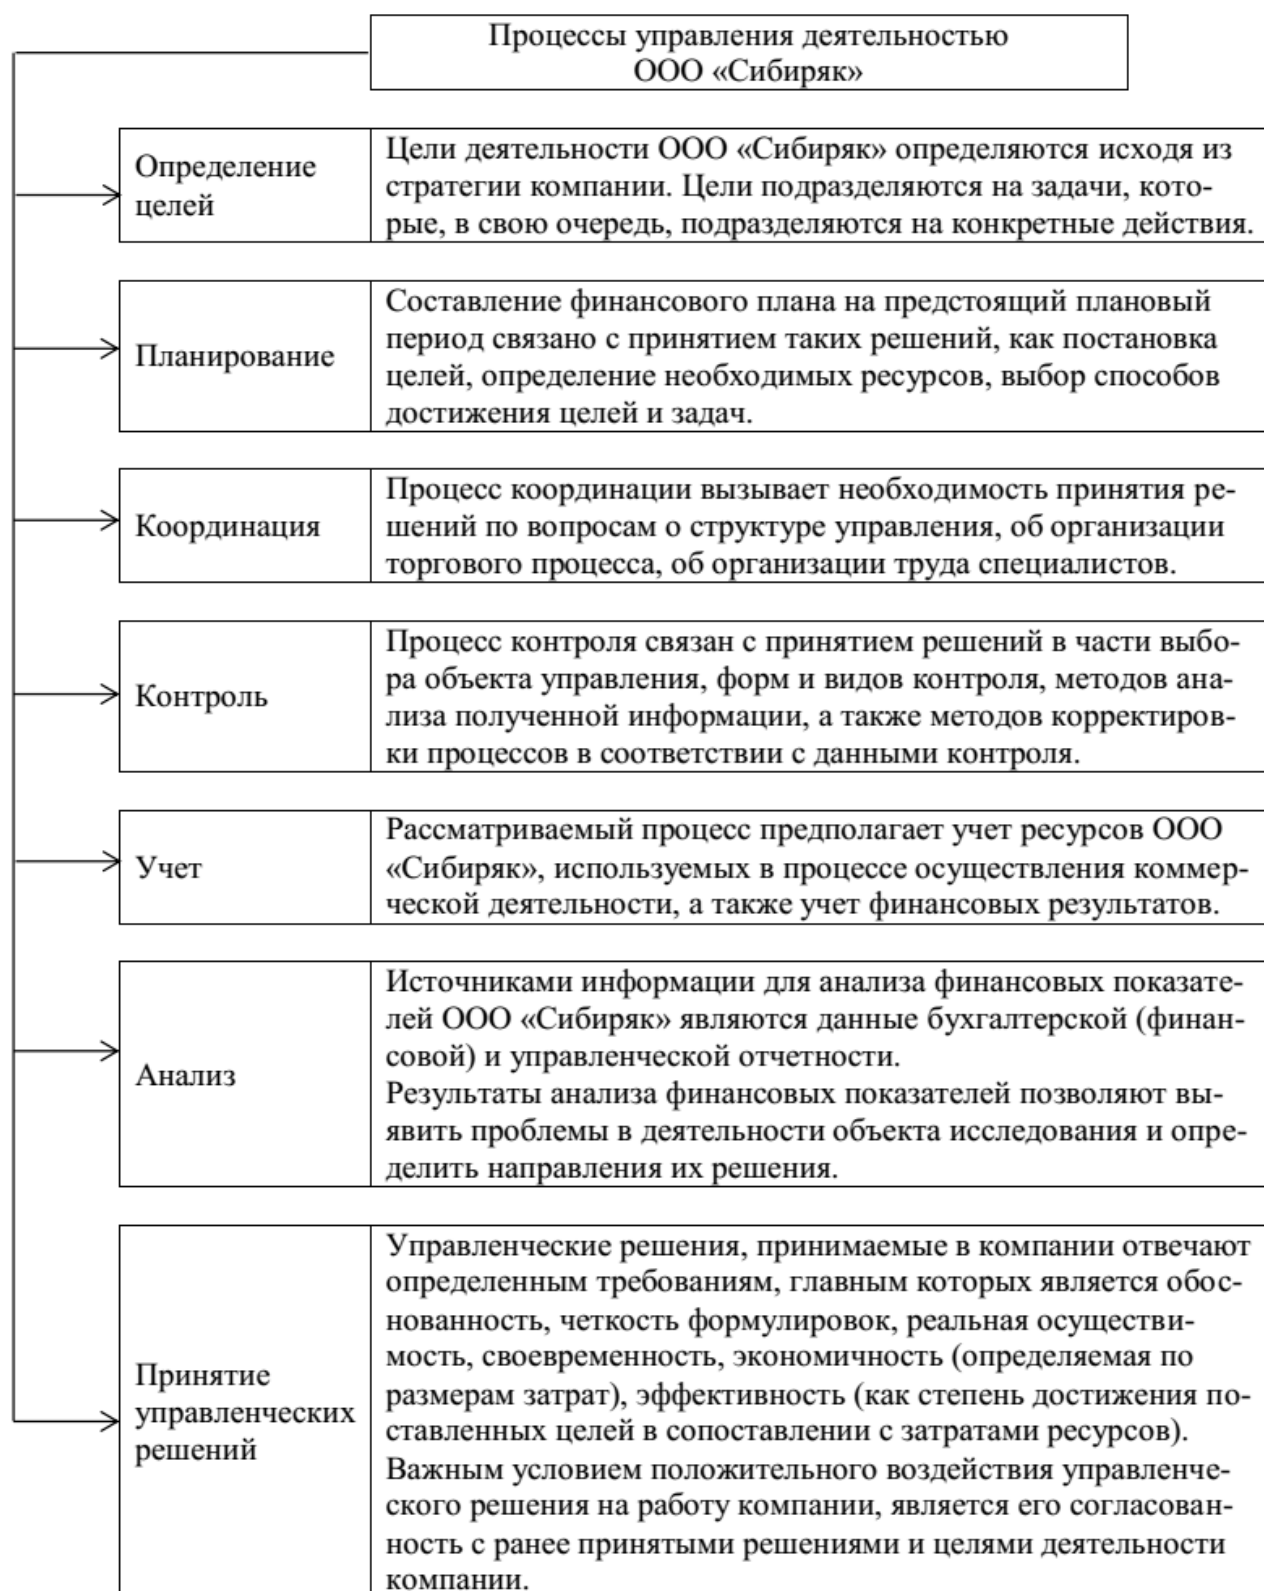 Процессы управления деятельностью
ООО «Сибиряк»
Определение
целей
Цели деятельности ООО «Сибиряк» определяются исходя из
стратегии компании. Цели подразделяются на задачи, кото-
рые, в свою очередь, подразделяются на конкретные действия.
Планирование
Составление финансового плана на предстоящий плановый
период связано с принятием таких решений, как постановка
целей, определение необходимых ресурсов, выбор способов
достижения целей и задач.
Координация
Процесс координации вызывает необходимость принятия ре-
шений по вопросам о структуре управления, об организации
торгового процесса, об организации труда специалистов.
Контроль
Процесс контроля связан с принятием решений в части выбо-
ра объекта управления, форм и видов контроля, методов ана-
лиза полученной информации, а также методов корректиров-
ки процессов в соответствии с данными контроля.
Учет
Рассматриваемый процесс предполагает учет ресурсов ООО
«Сибиряк», используемых в процессе осуществления коммер-
ческой деятельности, а также учет финансовых результатов.
Анализ
Источниками информации для анализа финансовых показате-
лей ООО «Сибиряк» являются данные бухгалтерской (финан-
совой) и управленческой отчетности.
Результаты анализа финансовых показателей позволяют вы-
явить проблемы в деятельности объекта исследования и опре-
делить направления их решения.
Принятие
управленческих
решений
Управленческие решения, принимаемые в компании отвечают
определенным требованиям, главным которых является обос-
нованность, четкость формулировок, реальная осуществи-
мость, своевременность, экономичность (определяемая по
размерам затрат), эффективность (как степень достижения по-
ставленных целей в сопоставлении с затратами ресурсов).
Важным условием положительного воздействия управленче-
ского решения на работу компании, является его согласован-
ность с ранее принятыми решениями и целями деятельности
компании.